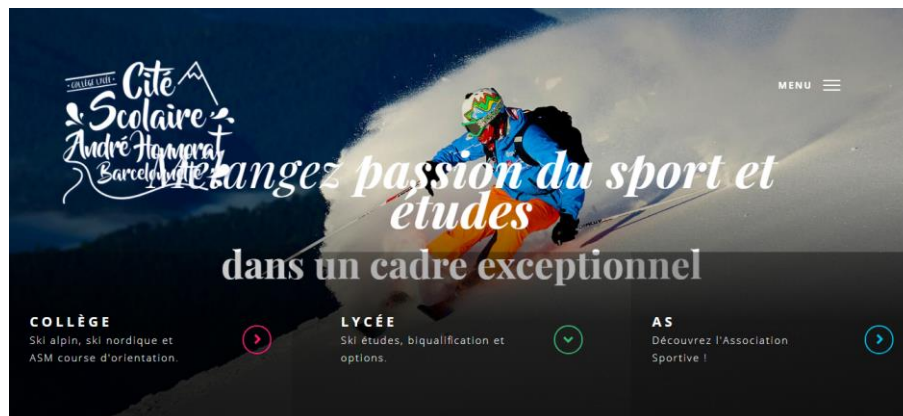 COLLÈGE LYCÉE
Cité
Scolaire
André Honnorat
Barcelonnette
MENU
Mélangez passion du sport et
études
dans un cadre exceptionnel
COLLÈGE
Ski alpin, ski nordique et
ASM course d'orientation.
LYCÉE
Ski études, biqualification et
options.
AS
Découvrez l'Association
Sportive !